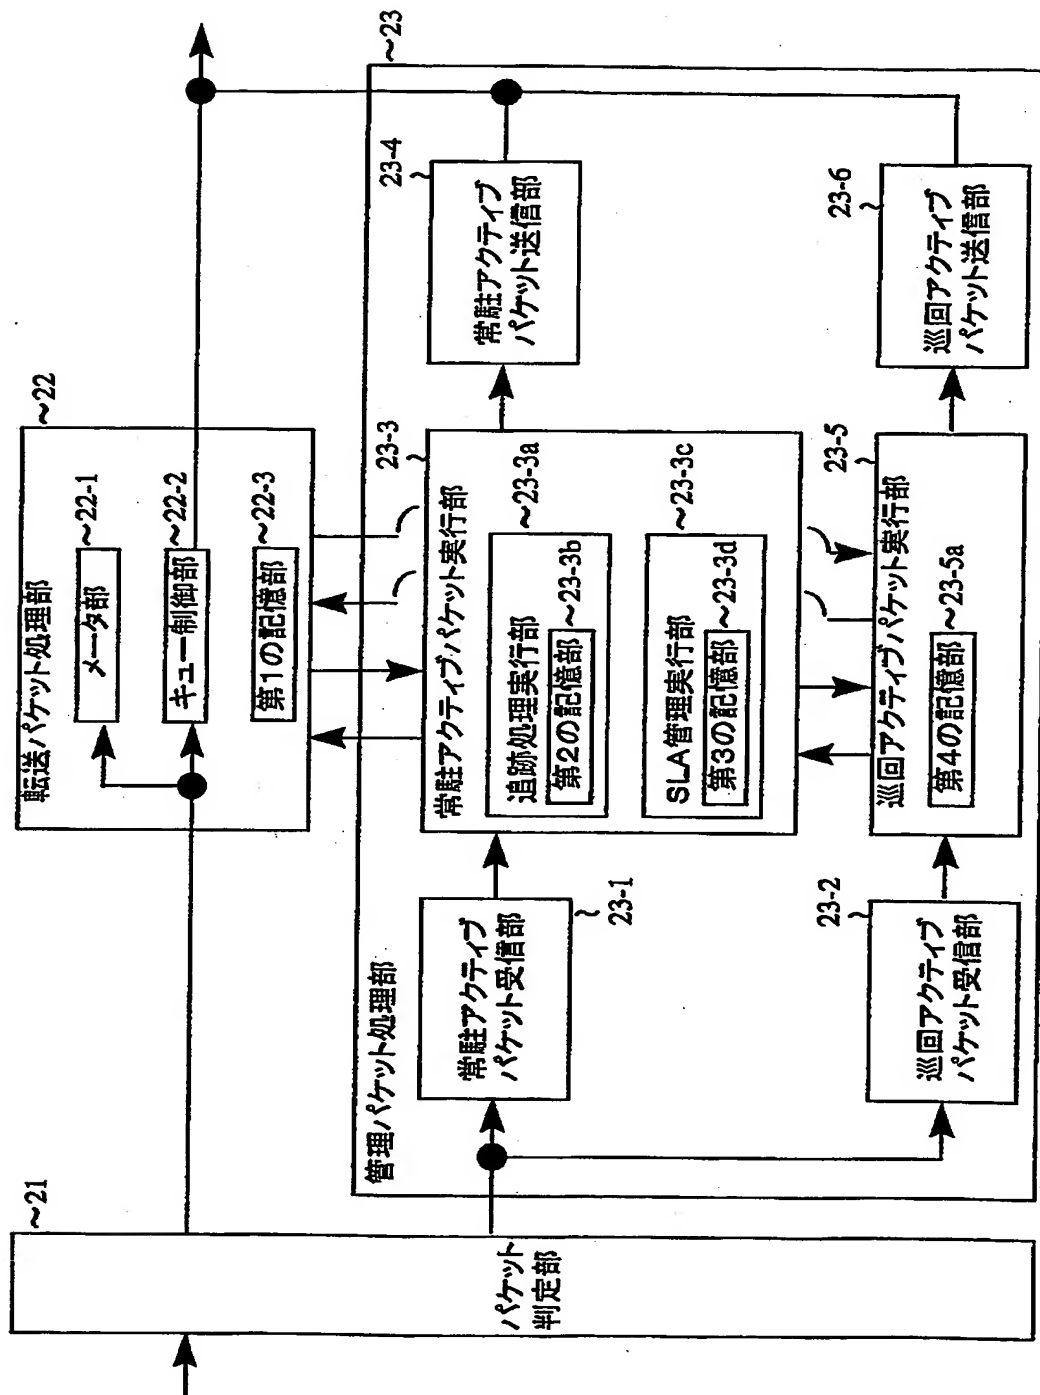 ~21
パケット
判定部
転送パケット処理部
~22
メータ部
~22-1
キュー制御部
~22-2
第1の記憶部
~22-3
管理パケット処理部
~23
常駐アクティブ
パケット受信部
23-1
常駐アクティブパケット実行部
23-3
追跡処理実行部
~23-3a
第2の記憶部
~23-3b
SLA管理実行部
~23-3c
第3の記憶部
~23-3d
常駐アクティブ
パケット送信部
23-4
巡回アクティブ
パケット受信部
23-2
巡回アクティブパケット実行部
23-5
第4の記憶部
~23-5a
巡回アクティブ
パケット送信部
23-6